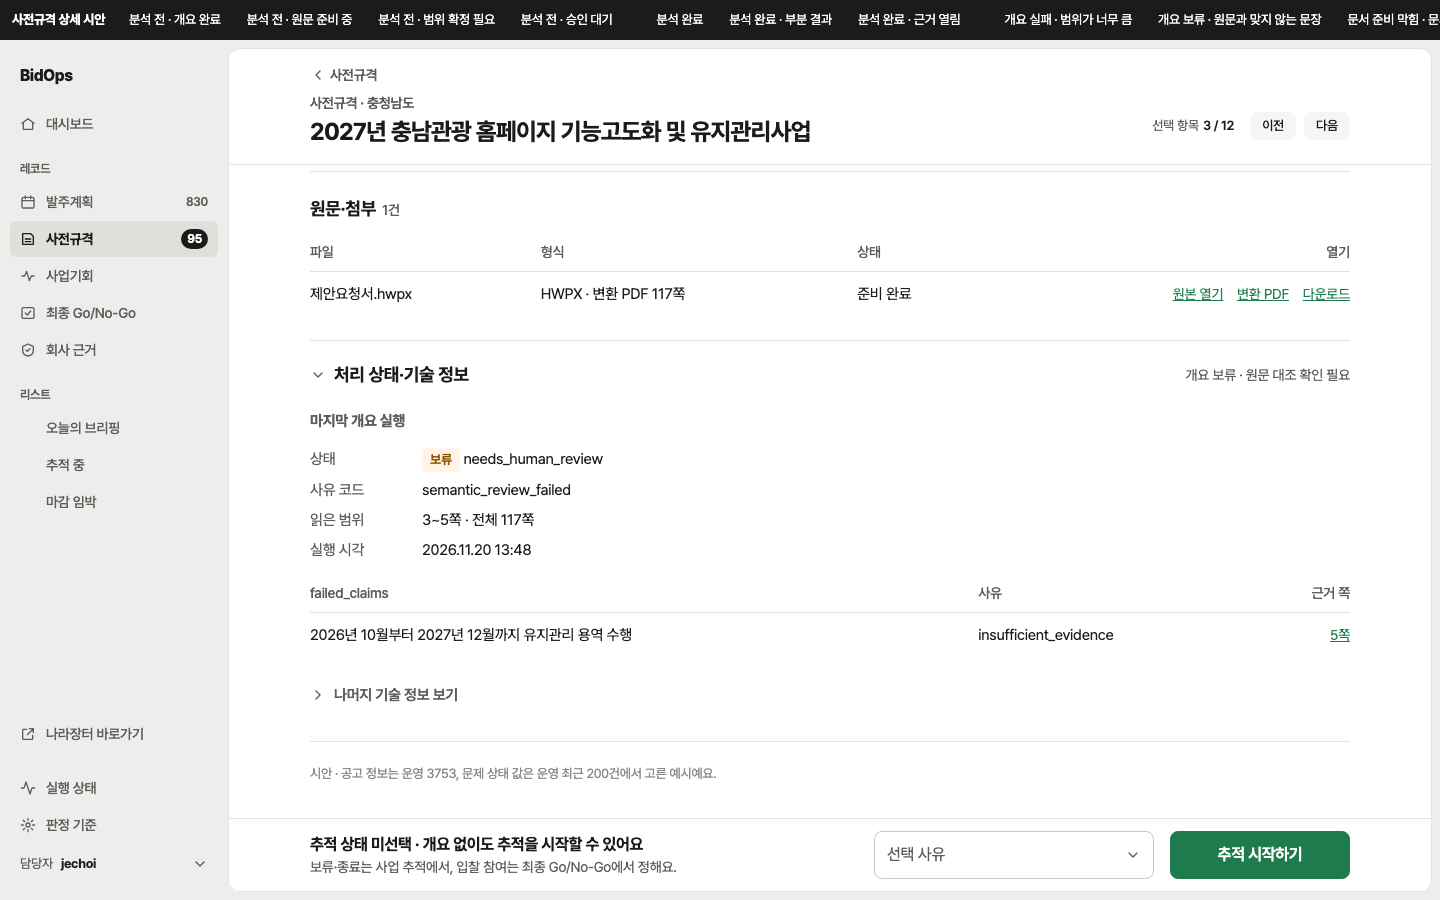 사전규격 상세 시안 분석 전 · 개요 완료 분석 전 · 원문 준비 중 분석 전 · 범위 확정 필요 분석 전 · 승인 대기 분석 완료 분석 완료 · 부분 결과 분석 완료 · 근거 열림 개요 실패 · 범위가 너무 큼 개요 보류 · 원문과 맞지 않는 문장 문서 준비 막힘 · 문
BidOps
대시보드
레코드
발주계획 830
사전규격 95
사업기회
최종 Go/No-Go
회사 근거
리스트
오늘의 브리핑
추적 중
마감 임박
나라장터 바로가기
실행 상태
판정 기준
담당자 jechoi
사전규격
사전규격 · 충청남도
2027년 충남관광 홈페이지 기능고도화 및 유지관리사업
선택 항목 3 / 12 이전 다음
원문·첨부 1건
파일 형식 상태 열기
제안요청서.hwpx HWPX · 변환 PDF 117쪽 준비 완료 원본 열기 변환 PDF 다운로드
처리 상태·기술 정보 개요 보류 · 원문 대조 확인 필요
마지막 개요 실행
상태 보류 needs_human_review
사유 코드 semantic_review_failed
읽은 범위 3~5쪽 · 전체 117쪽
실행 시각 2026.11.20 13:48
failed_claims 사유 근거 쪽
2026년 10월부터 2027년 12월까지 유지관리 용역 수행 insufficient_evidence 5쪽
나머지 기술 정보 보기
시안 · 공고 정보는 운영 3753, 문제 상태 값은 운영 최근 200건에서 고른 예시예요.
추적 상태 미선택 · 개요 없이도 추적을 시작할 수 있어요
보류·종료는 사업 추적에서, 입찰 참여는 최종 Go/No-Go에서 정해요.
선택 사유
추적 시작하기